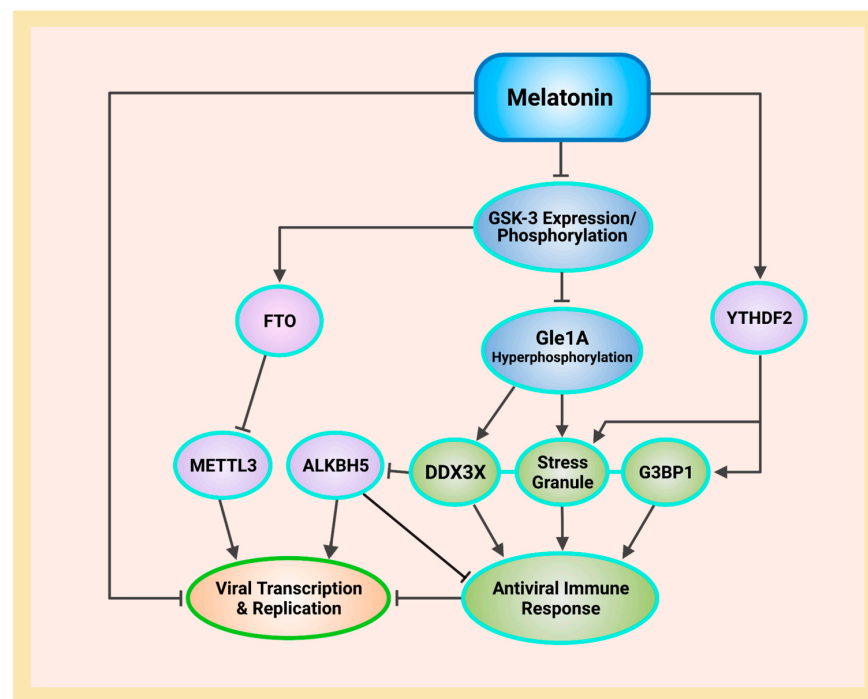 Melatonin
GSK-3 Expression/
Phosphorylation
FTO
YTHDF2
Gle1A
Hyperphosphorylation
METTL3
ALKBH5
DDX3X
Stress
Granule
G3BP1
Viral Transcription
& Replication
Antiviral Immune
Response